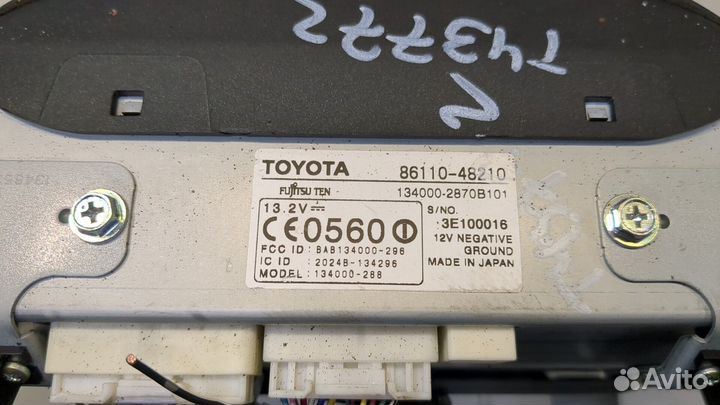 T43772
TOYOTA 86110-48210
FUJITSU TEN 134000-2870B101
13.2V S/NO.
CE0560 3E100016
FCC ID : BAB134000-296 12V NEGATIVE
IC ID : 2024B-134296 GROUND
MODEL: 134000-288 MADE IN JAPAN
Avito